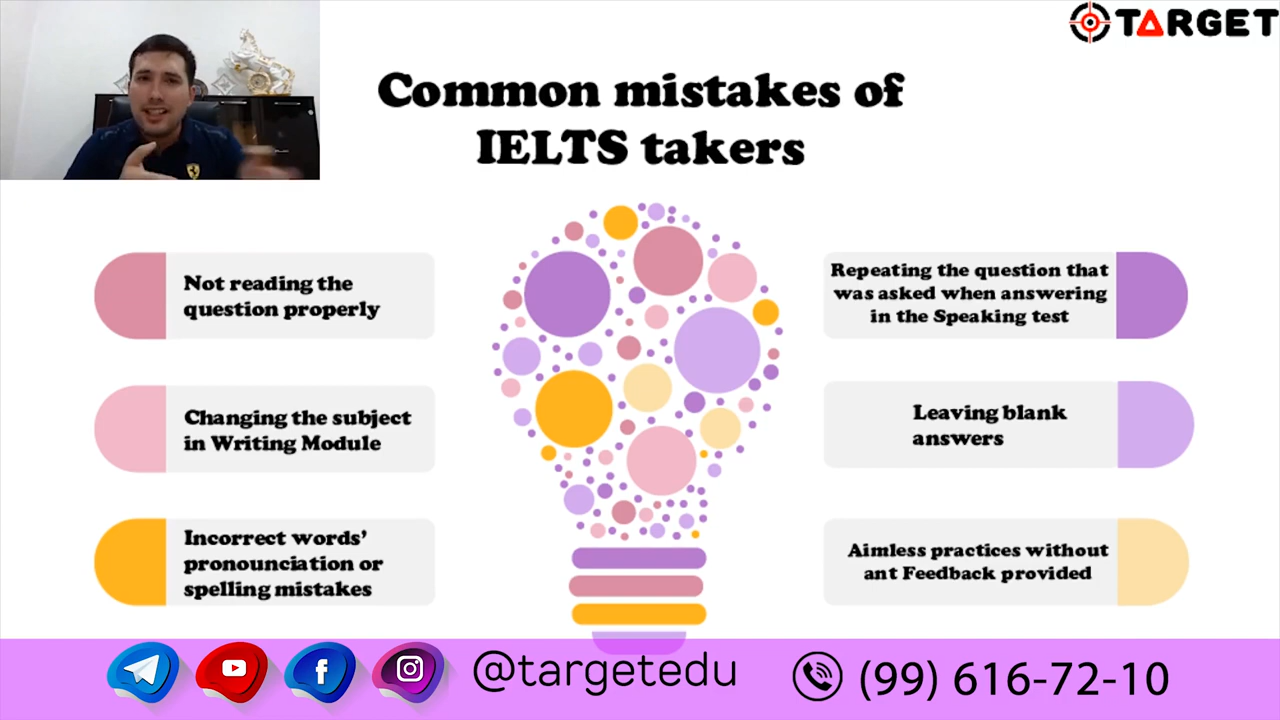 TARGET
Common mistakes of
IELTS takers
Not reading the
question properly
Changing the subject
in Writing Module
Incorrect words'
pronounciation or
spelling mistakes
Repeating the question that
was asked when answering
in the Speaking test
Leaving blank
answers
Aimless practices without
ant Feedback provided
@targetedu
(99) 616-72-10